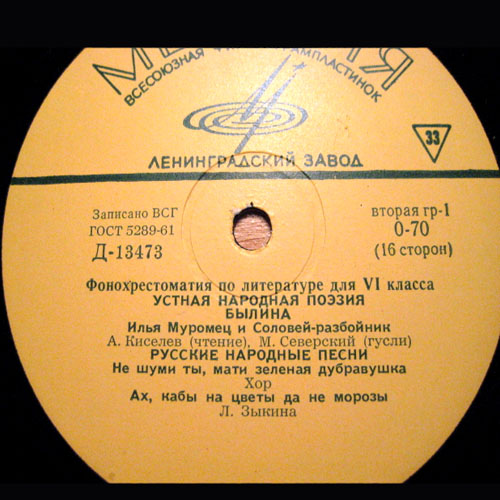 ВСЕСОЮЗНАЯ
ЛЕНИНГРАДСКИЙ ЗАВОД
33
Записано ВСГ
ГОСТ 5289-61
Д-13473
вторая гр-1
0-70
(16 сторон)
Фонохрестоматия по литературе для VI класса
УСТНАЯ НАРОДНАЯ ПОЭЗИЯ
БЫЛИНА
Илья Муромец и Соловей-разбойник
А. Киселев (чтение), М. Северский (гусли)
РУССКИЕ НАРОДНЫЕ ПЕСНИ
Не шуми ты, мати зеленая дубравушка
Хор
Ах, кабы на цветы да не морозы
Л. Зыкина